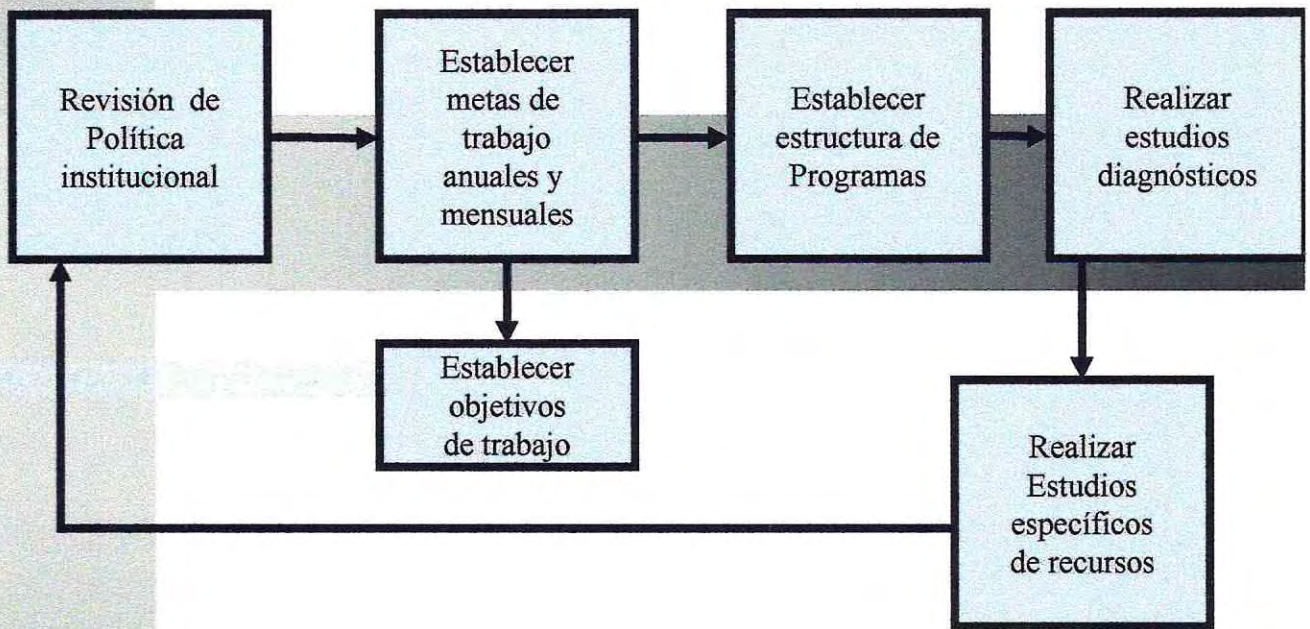 Revisión de
Política
institucional
Establecer
metas de
trabajo
anuales y
mensuales
Establecer
estructura de
Programas
Realizar
estudios
diagnósticos
Establecer
objetivos
de trabajo
Realizar
Estudios
específicos
de recursos